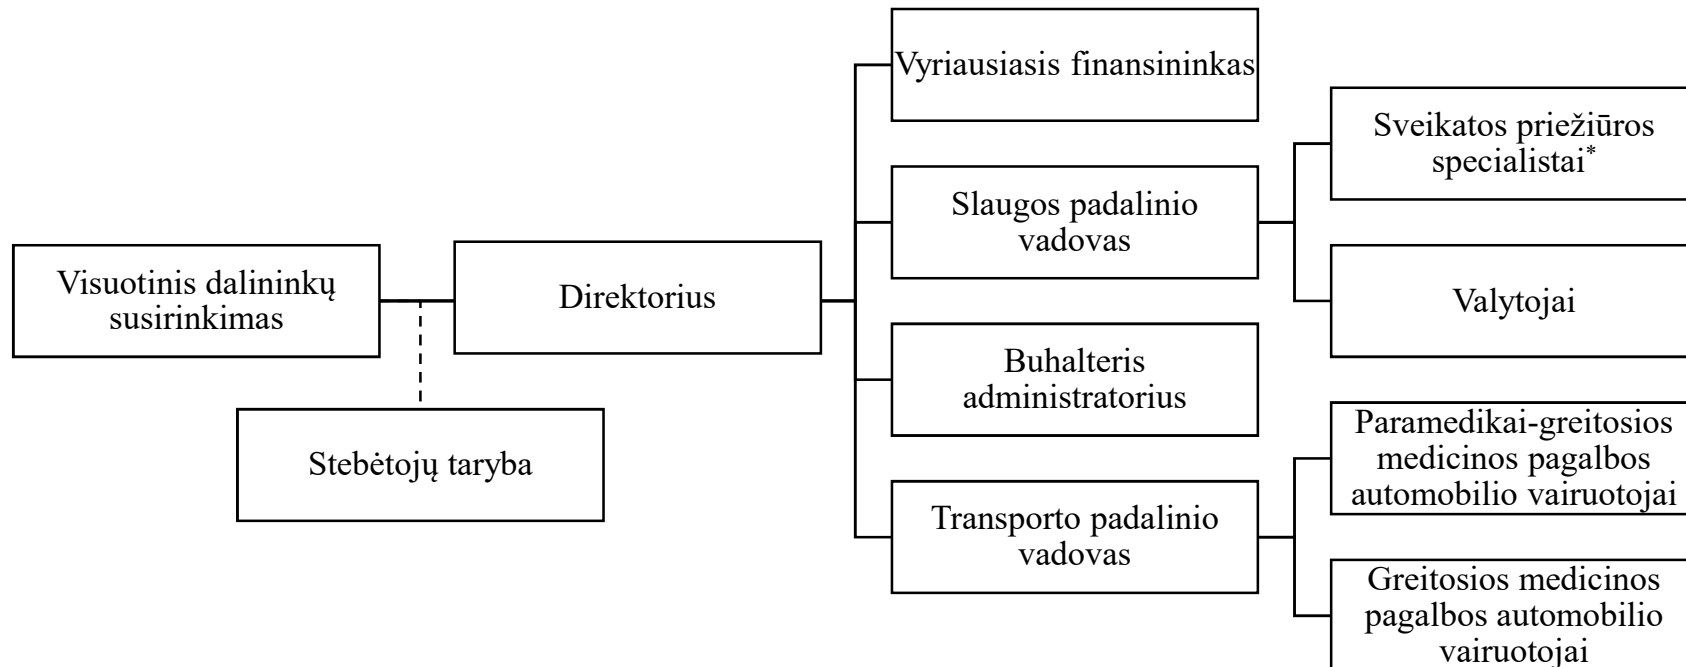 Visuotinis dalininkų
susirinkimas
Stebėtojų taryba
Direktorius
Vyriausiasis finansininkas
Slaugos padalinio
vadovas
Sveikatos priežiūros
specialistai*
Valytojai
Buhalteris
administratorius
Transporto padalinio
vadovas
Paramedikai-greitosios
medicinos pagalbos
automobilio vairuotojai
Greitosios medicinos
pagalbos automobilio
vairuotojai